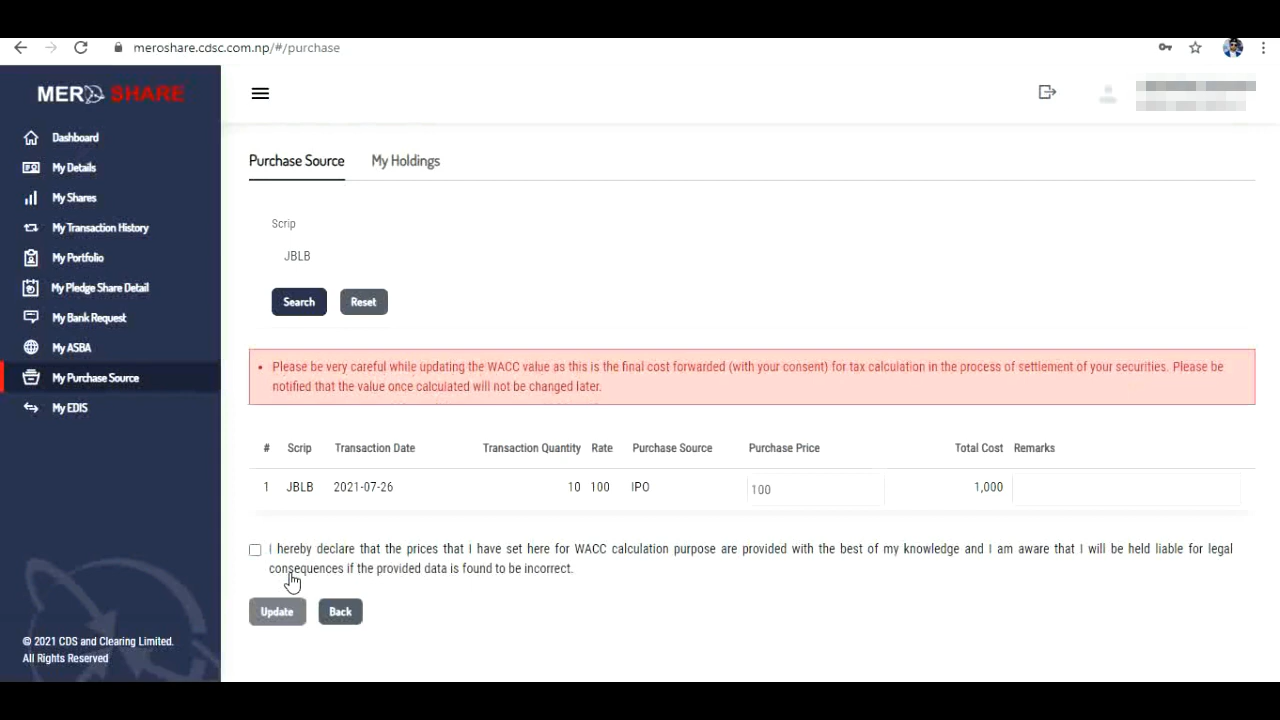 meroshare.cdsc.com.np/#/purchase
MERO SHARE
Dashboard
My Details
My Shares
My Transaction History
My Portfolio
My Pledge Share Detail
My Bank Request
My ASBA
My Purchase Source
My EDIS
© 2021 CDS and Clearing Limited.
All Rights Reserved
Purchase Source My Holdings
Scrip
JBLB
Search Reset
Please be very careful while updating the WACC value as this is the final cost forwarded (with your consent) for tax calculation in the process of settlement of your securities. Please be
notified that the value once calculated will not be changed later.
# Scrip Transaction Date Transaction Quantity Rate Purchase Source Purchase Price Total Cost Remarks
1 JBLB 2021-07-26 10 100 IPO 100 1,000
I hereby declare that the prices that I have set here for WACC calculation purpose are provided with the best of my knowledge and I am aware that I will be held liable for legal
consequences if the provided data is found to be incorrect.
Update Back